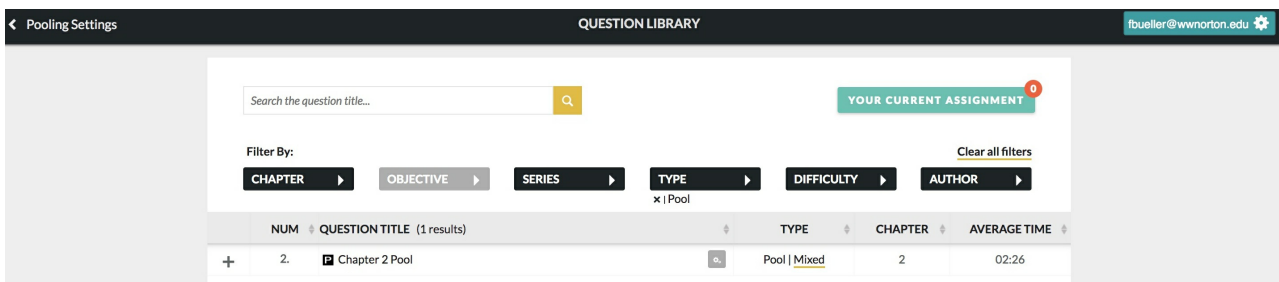 Pooling Settings
QUESTION LIBRARY
fbueller@wwnorton.edu
Search the question title...
YOUR CURRENT ASSIGNMENT
0
Filter By:
Clear all filters
CHAPTER
OBJECTIVE
SERIES
TYPE
DIFFICULTY
AUTHOR
× | Pool
NUM QUESTION TITLE (1 results) TYPE CHAPTER AVERAGE TIME
+ 2. P Chapter 2 Pool Pool | Mixed 2 02:26